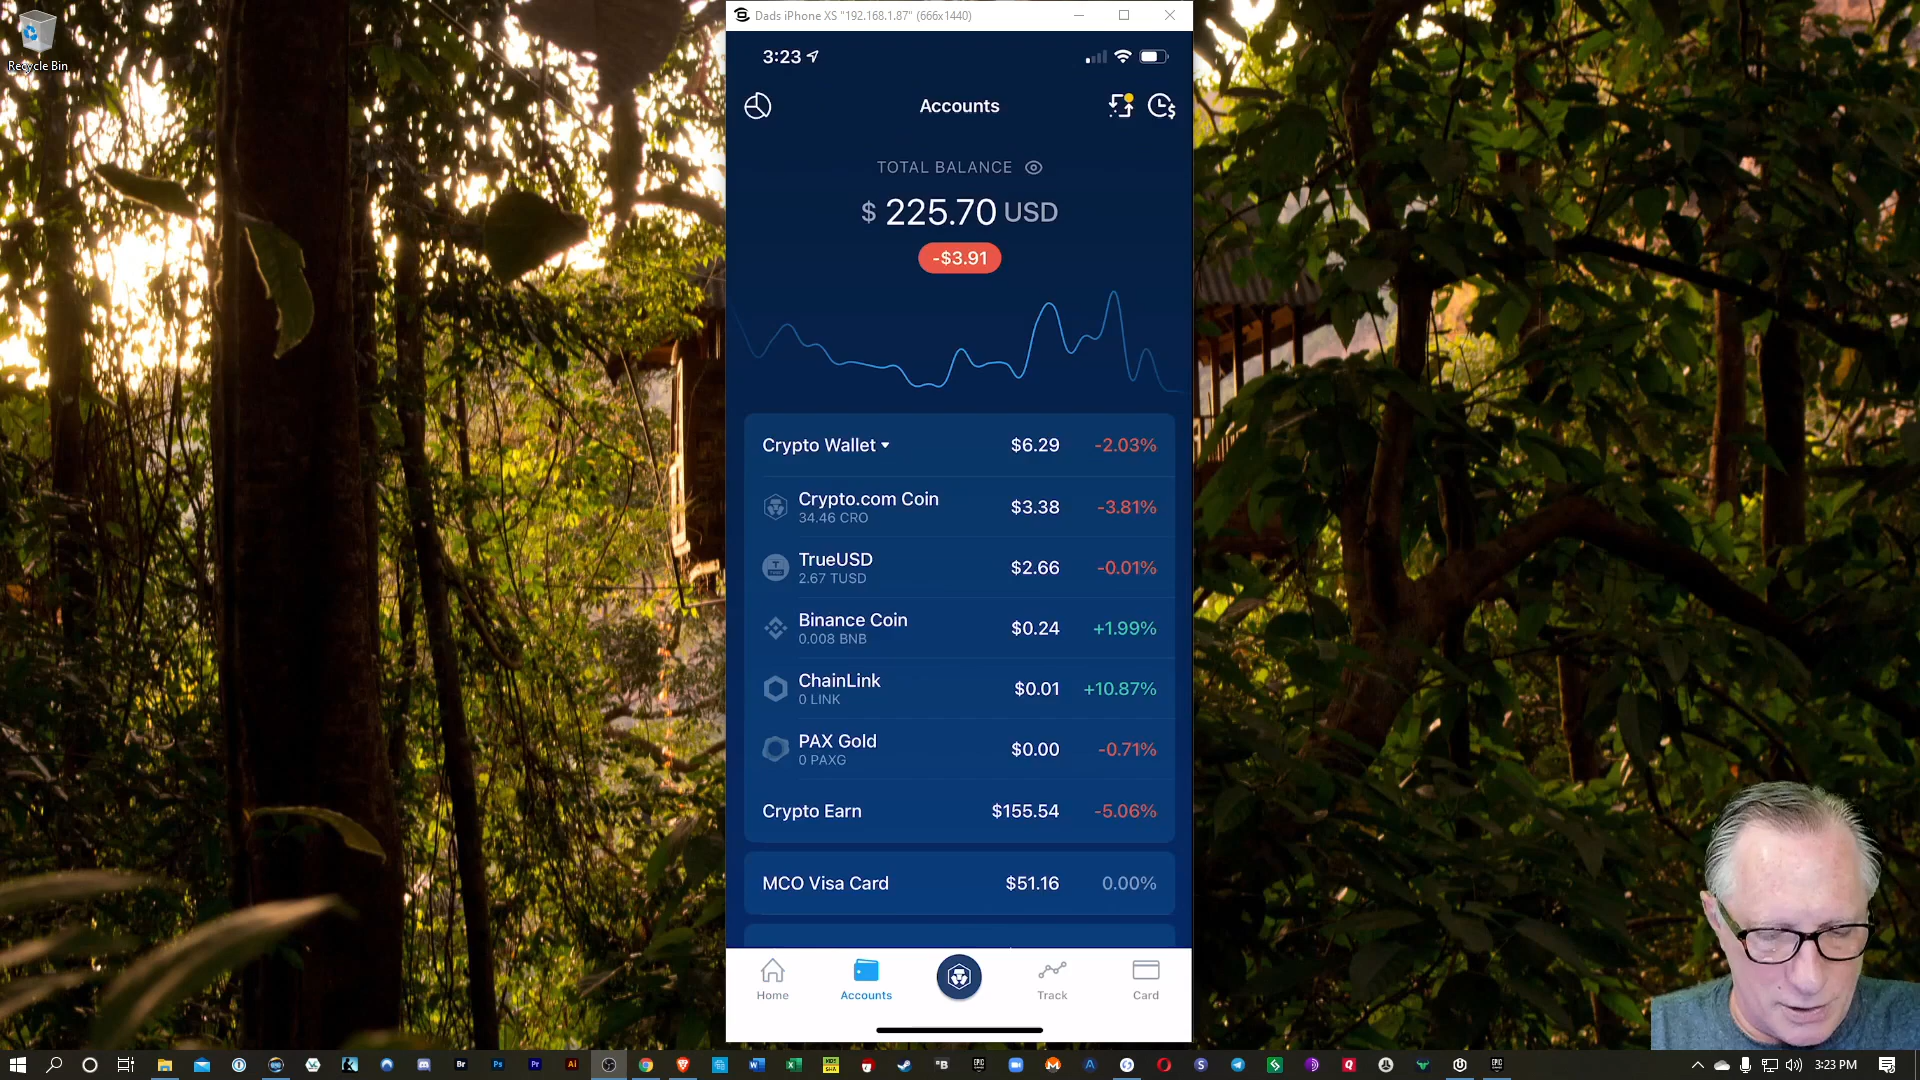 Recycle Bin
Dads iPhone XS "192.168.1.87" (666x1440)
3:23
Accounts
TOTAL BALANCE
$ 225.70 USD
-$3.91
Crypto Wallet $6.29 -2.03%
Crypto.com Coin $3.38 -3.81%
34.46 CRO
TrueUSD $2.66 -0.01%
2.67 TUSD
Binance Coin $0.24 +1.99%
0.008 BNB
ChainLink $0.01 +10.87%
0 LINK
PAX Gold $0.00 -0.71%
0 PAXG
Crypto Earn $155.54 -5.06%
MCO Visa Card $51.16 0.00%
Home Accounts Track Card
Br Ps Pr Ai
3:23 PM